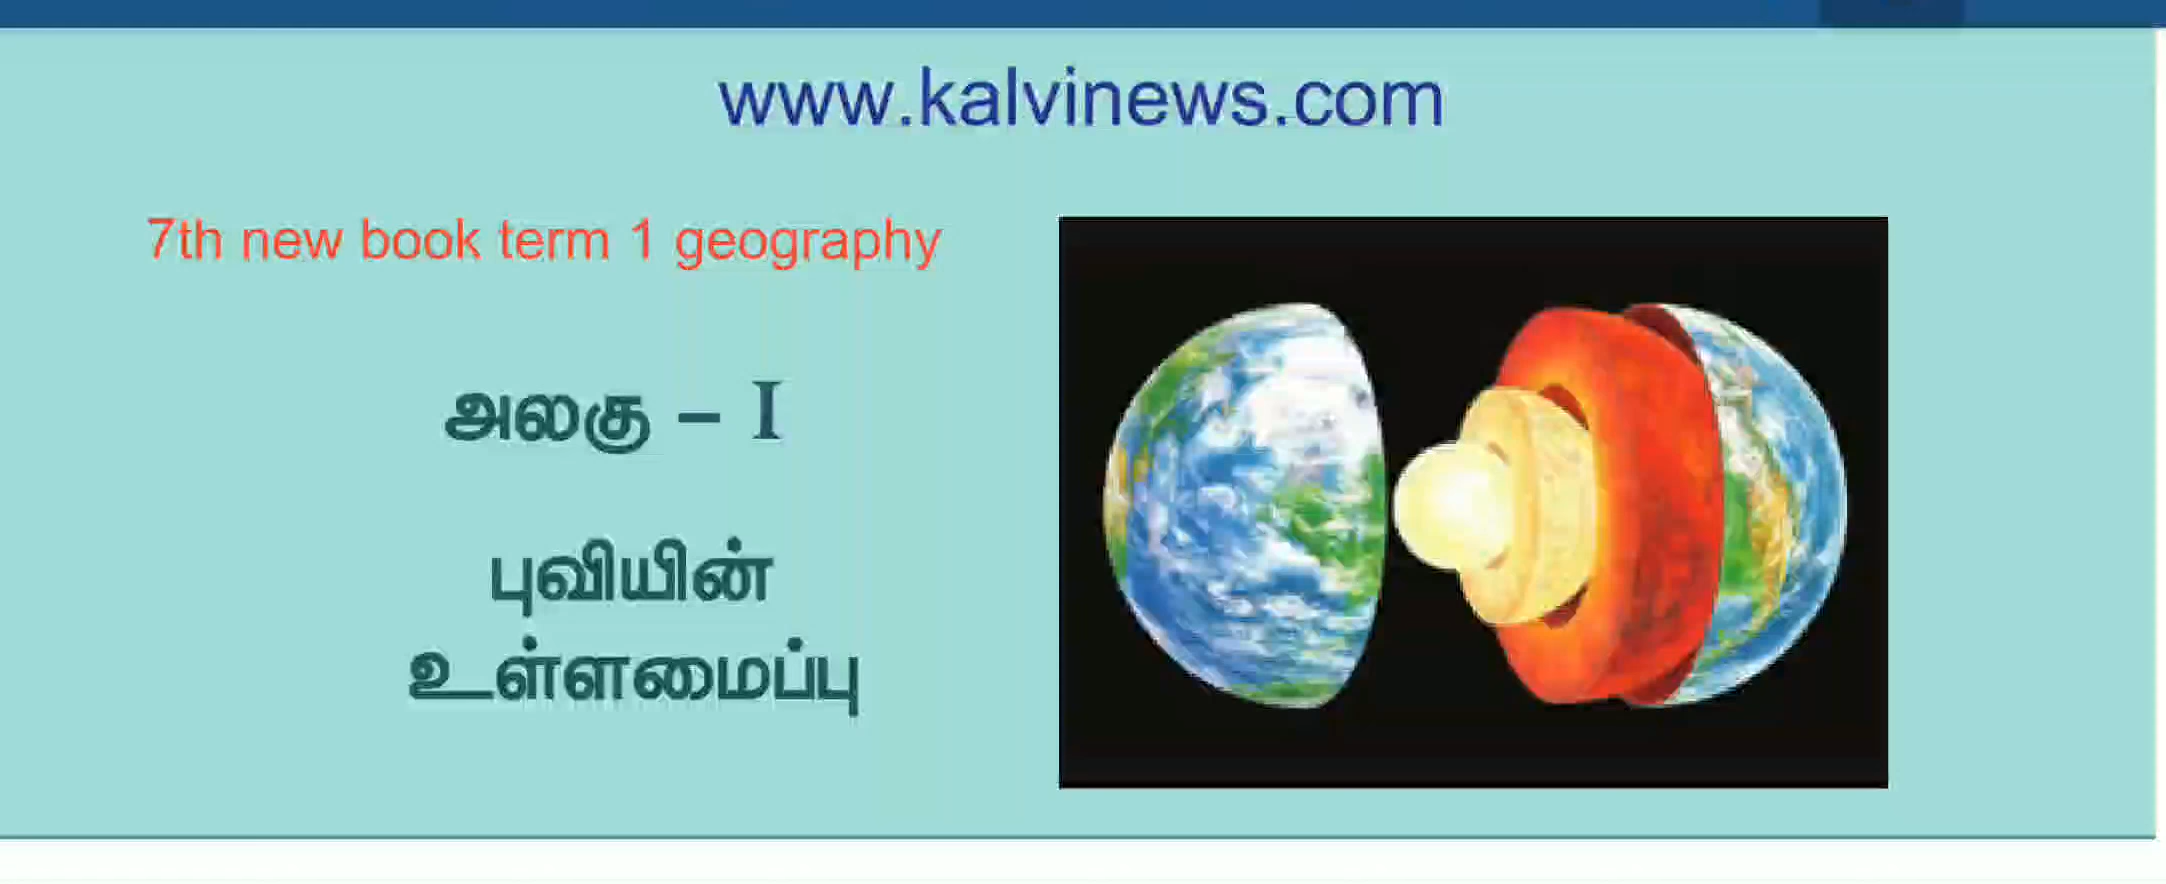 www.kalvinews.com
7th new book term 1 geography
அலகு – I
புவியின்
உள்ளமைப்பு